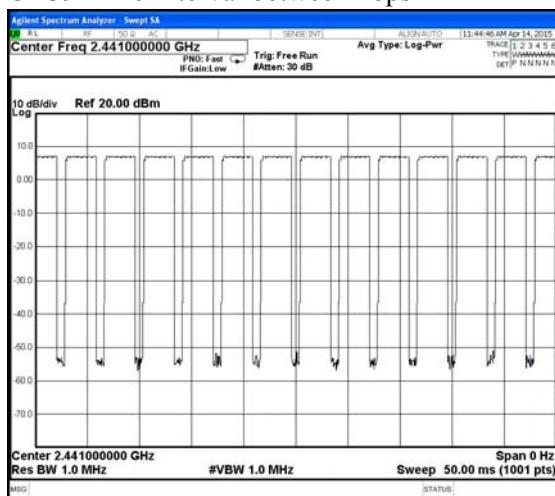 Agilent Spectrum Analyzer - Swept SA
RL RF 50 Ω AC SENSE:INT ALIGN AUTO 11:44:46 AM Apr 14, 2015
Center Freq 2.441000000 GHz
PNO: Fast Trig: Free Run
IFGain:Low #Atten: 30 dB
Avg Type: Log-Pwr
TRACE 1 2 3 4 5 6
TYPE
DET P N N N N N
10 dB/div Ref 20.00 dBm
Log
10.0
0.00
-10.0
-20.0
-30.0
-40.0
-50.0
-60.0
-70.0
Center 2.441000000 GHz Span 0 Hz
Res BW 1.0 MHz #VBW 1.0 MHz Sweep 50.00 ms (1001 pts)
MSG STATUS